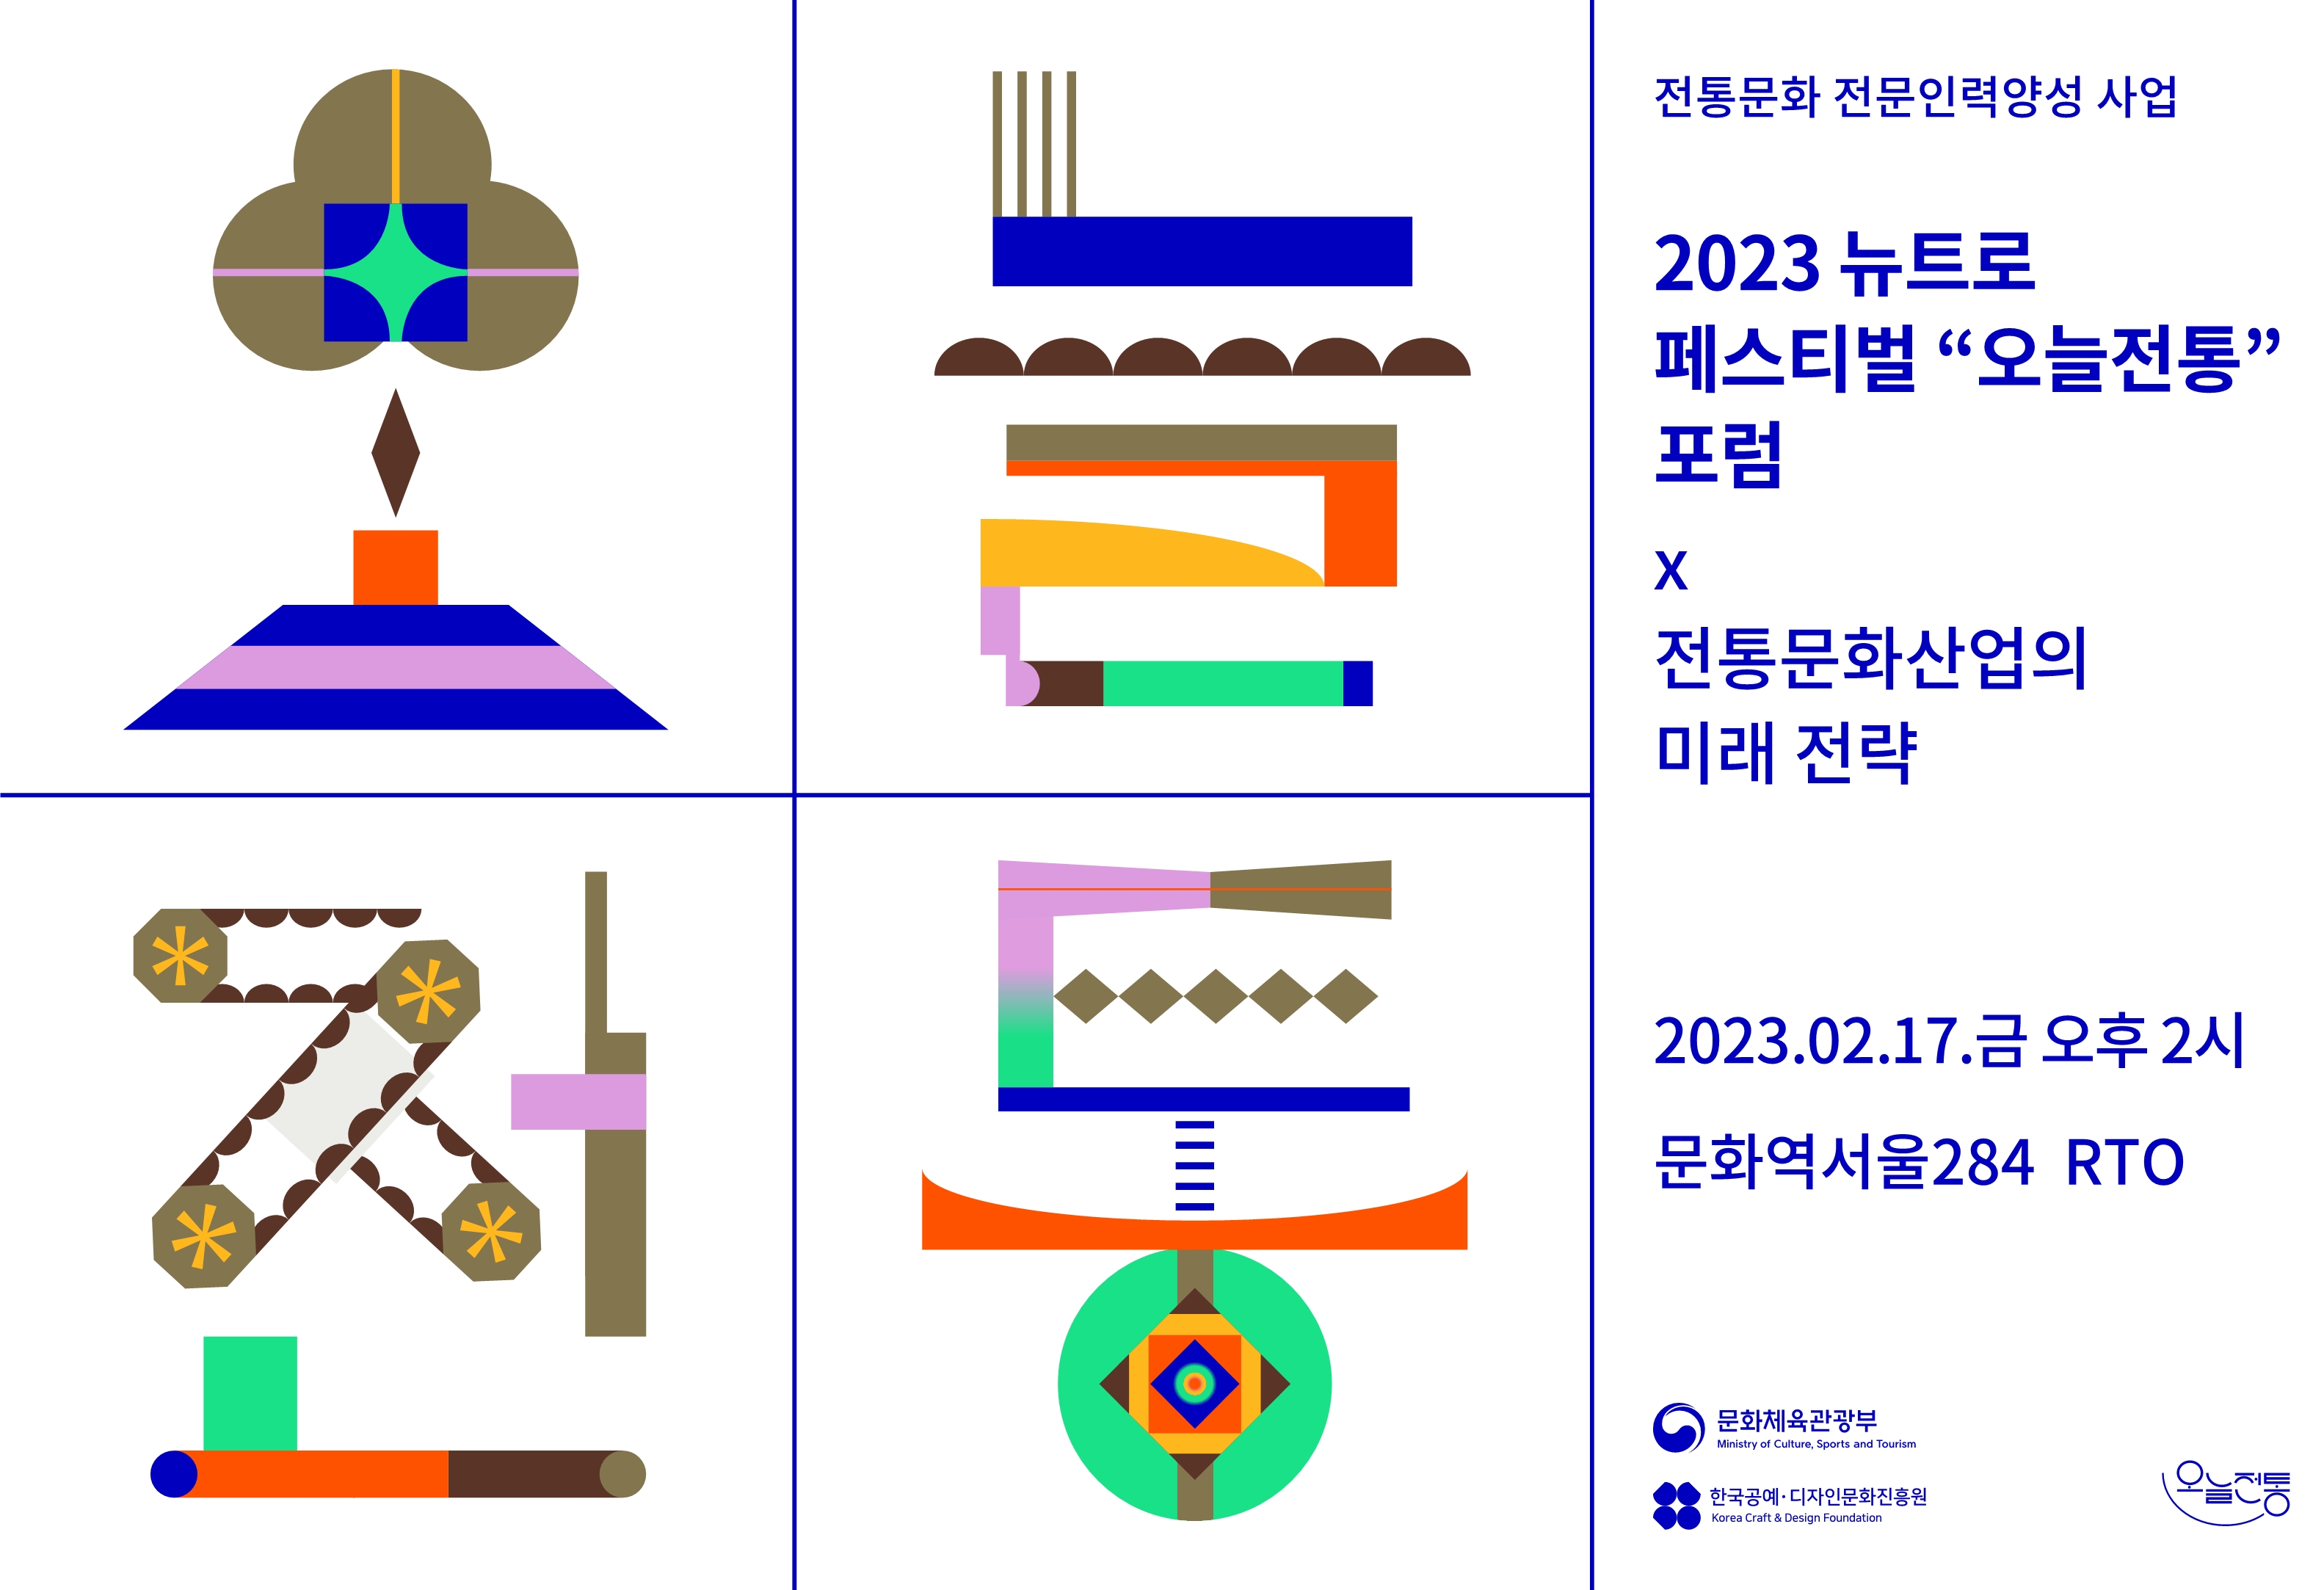 오
늘
전
통
전통문화 전문인력양성 사업
2023 뉴트로
페스티벌 “오늘전통”
포럼
x
전통문화산업의
미래 전략
2023.02.17.금 오후 2시
문화역서울284 RTO
문화체육관광부
Ministry of Culture, Sports and Tourism
한국공예·디자인문화진흥원
Korea Craft & Design Foundation
오늘전통